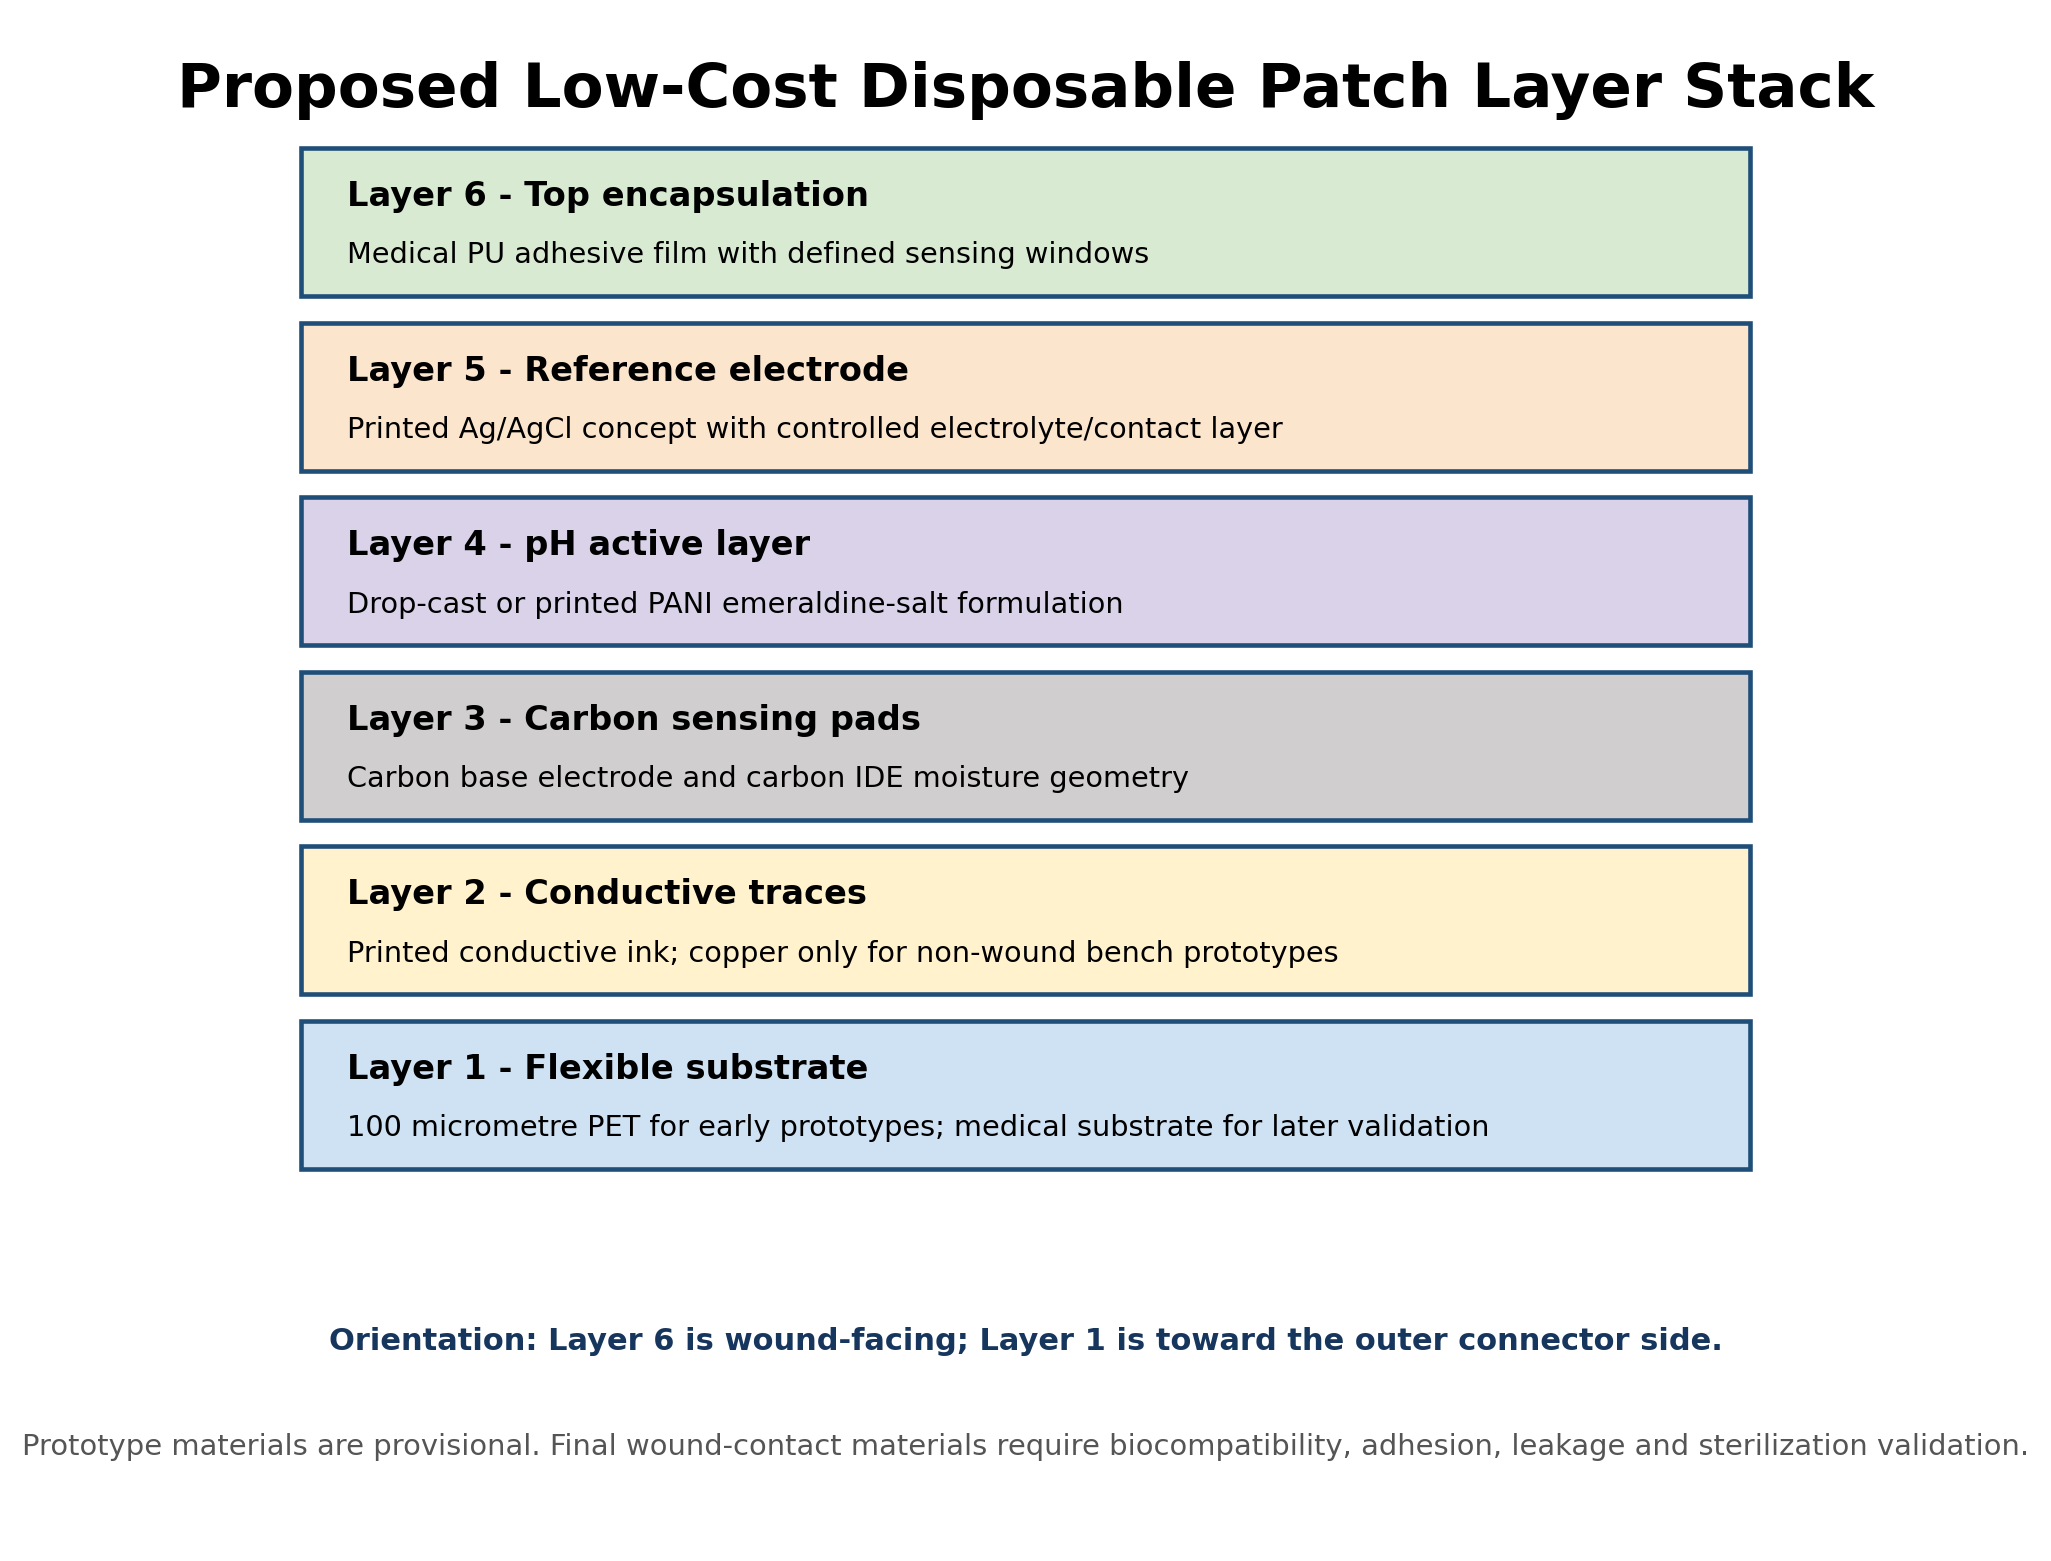 Proposed Low-Cost Disposable Patch Layer Stack
Layer 6 - Top encapsulation
Medical PU adhesive film with defined sensing windows
Layer 5 - Reference electrode
Printed Ag/AgCl concept with controlled electrolyte/contact layer
Layer 4 - pH active layer
Drop-cast or printed PANI emeraldine-salt formulation
Layer 3 - Carbon sensing pads
Carbon base electrode and carbon IDE moisture geometry
Layer 2 - Conductive traces
Printed conductive ink; copper only for non-wound bench prototypes
Layer 1 - Flexible substrate
100 micrometre PET for early prototypes; medical substrate for later validation
Orientation: Layer 6 is wound-facing; Layer 1 is toward the outer connector side.
Prototype materials are provisional. Final wound-contact materials require biocompatibility, adhesion, leakage and sterilization validation.